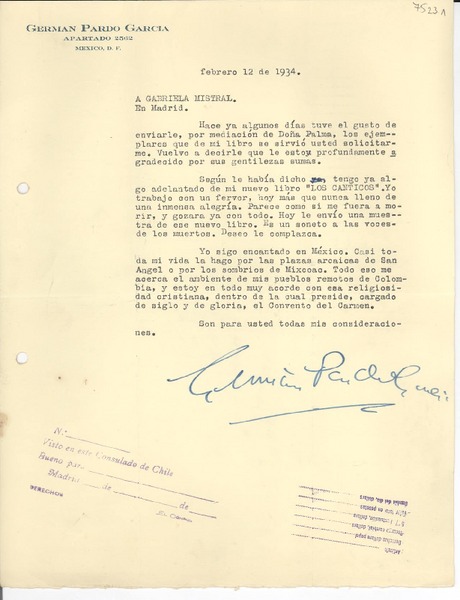 7523A
GERMAN PARDO GARCIA
APARTADO 2562
MEXICO, D. F.
febrero 12 de 1934.
A GABRIELA MISTRAL.
En Madrid.
Hace ya algunos días tuve el gusto de
enviarle, por mediación de Doña Palma, los ejem-
plares que de mi libro se sirvió usted solicitar-
me. Vuelvo a decirle que le estoy profundamente a
gradecido por sus gentilezas sumas.
Según le había dicho tengo ya al-
go adelantado de mi nuevo libro "LOS CANTICOS".Yo
trabajo con un fervor, hoy más que nunca lleno de
una inmensa alegría. Parece como si me fuera a mo-
rir, y gozara ya con todo. Hoy le envío una mues-
tra de ese nuevo libro. Es un soneto a las voces
de los muertos. Deseo le complazca.
Yo sigo encantado en México. Casi to-
da mi vida la hago por las plazas arcaicas de San
Angel o por los sombríos de Mixcoac. Todo eso me
acerca el ambiente de mis pueblos remotos de Colom-
bia, y estoy en todo muy acorde con esa religiosi-
dad cristiana, dentro de la cual preside, cargado
de siglo y de gloria, el Convento del Carmen.
Son para usted todas mis consideracio-
nes.
Germán Pardo García
N.º
Visto en este Consulado de Chile
Bueno para
Madrid de de
DERECHOS